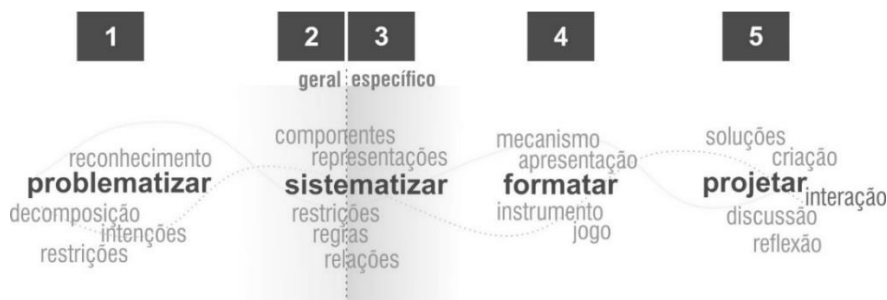 1
2
3
4
5
geral
específico
reconhecimento
problematizar
decomposição
intenções
restrições
componentes
representações
sistematizar
restrições
regras
relações
mecanismo
apresentação
formatar
instrumento
jogo
soluções
criação
projetar
interação
discussão
reflexão